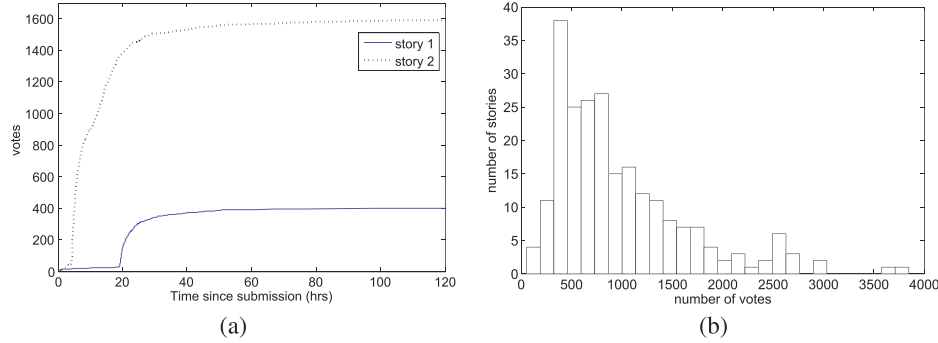 1600
1400
1200
1000
800
600
400
200
0
votes
0 20 40 60 80 100 120
Time since submission (hrs)
story 1
story 2
(a)
40
35
30
25
20
15
10
5
0
number of stories
0 500 1000 1500 2000 2500 3000 3500 4000
number of votes
(b)